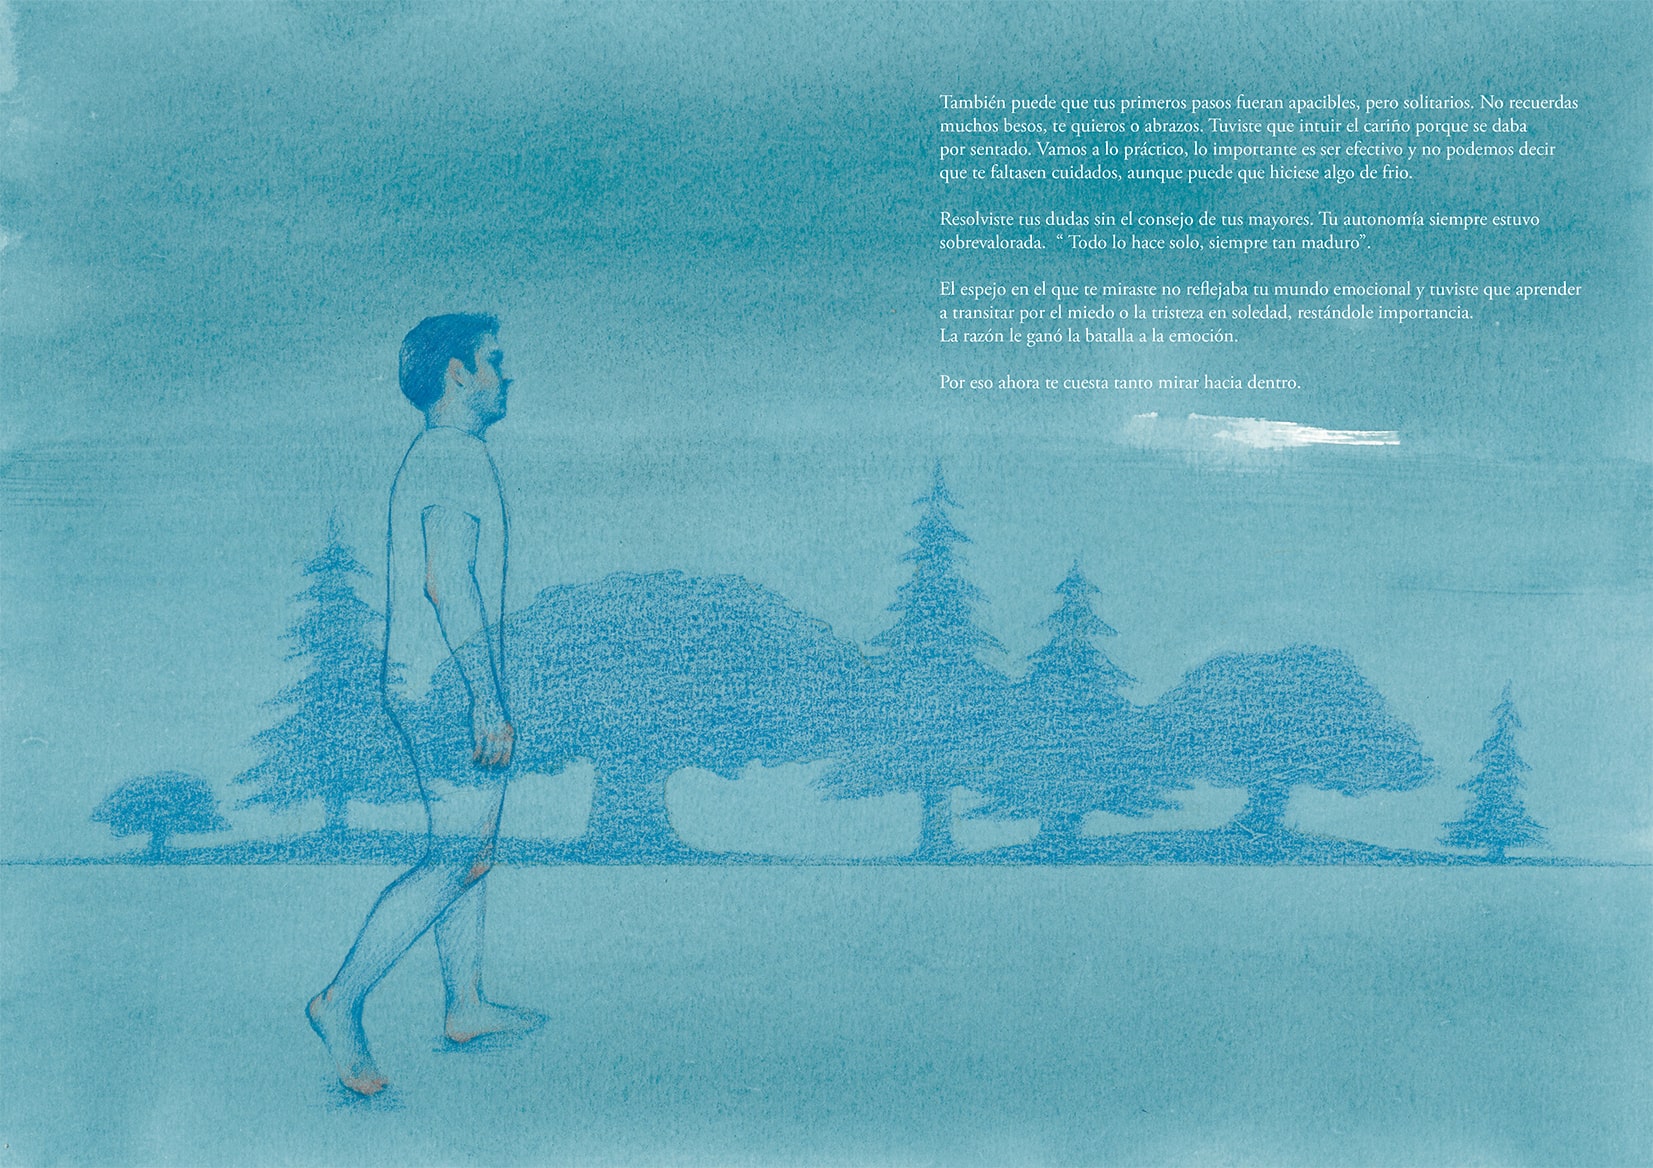 También puede que tus primeros pasos fueran apacibles, pero solitarios. No recuerdas
muchos besos, te quieros o abrazos. Tuviste que intuir el cariño porque se daba
por sentado. Vamos a lo práctico, lo importante es ser efectivo y no podemos decir
que te faltasen cuidados, aunque puede que hiciese algo de frio.
Resolviste tus dudas sin el consejo de tus mayores. Tu autonomía siempre estuvo
sobrevalorada.  “ Todo lo hace solo, siempre tan maduro”.
El espejo en el que te miraste no reflejaba tu mundo emocional y tuviste que aprender
a transitar por el miedo o la tristeza en soledad, restándole importancia.
La razón le ganó la batalla a la emoción.
Por eso ahora te cuesta tanto mirar hacia dentro.